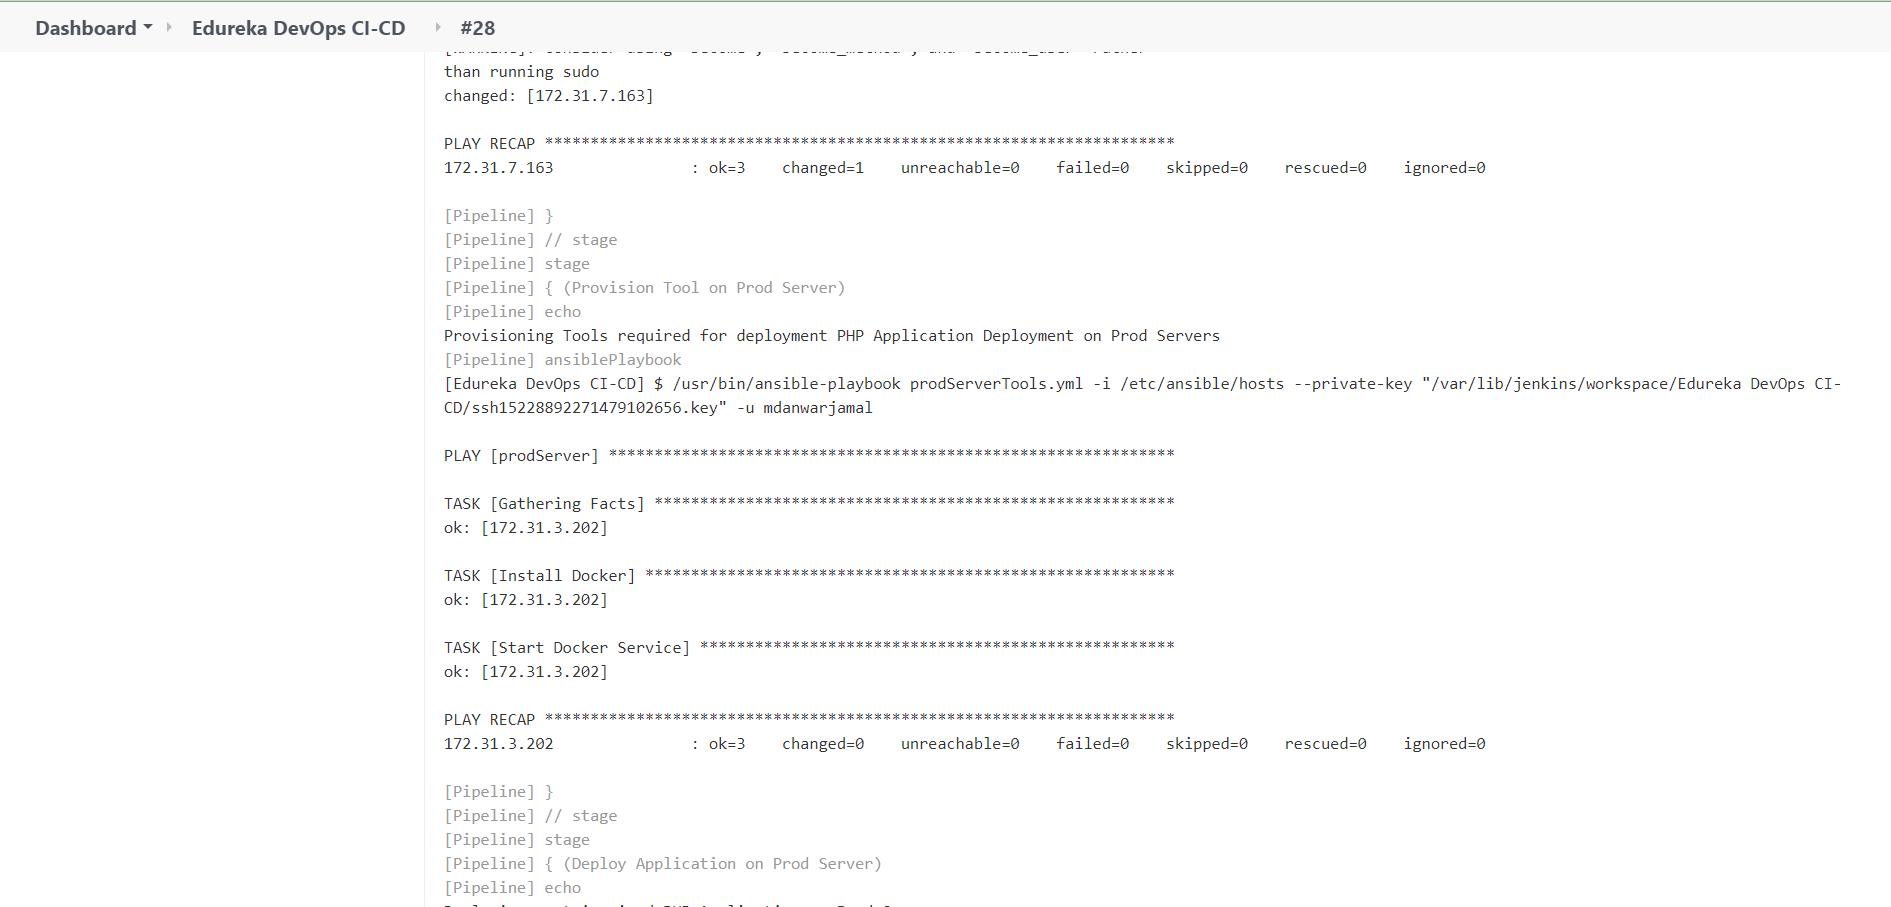 Dashboard
Edureka DevOps CI-CD
#28
than running sudo
changed: [172.31.7.163]
PLAY RECAP *********************************************************************
172.31.7.163 : ok=3 changed=1 unreachable=0 failed=0 skipped=0 rescued=0 ignored=0
[Pipeline] }
[Pipeline] // stage
[Pipeline] stage
[Pipeline] { (Provision Tool on Prod Server)
[Pipeline] echo
Provisioning Tools required for deployment PHP Application Deployment on Prod Servers
[Pipeline] ansiblePlaybook
[Edureka DevOps CI-CD] $ /usr/bin/ansible-playbook prodServerTools.yml -i /etc/ansible/hosts --private-key "/var/lib/jenkins/workspace/Edureka DevOps CI-
CD/ssh15228892271479102656.key" -u mdanwarjamal
PLAY [prodServer] **************************************************************
TASK [Gathering Facts] *********************************************************
ok: [172.31.3.202]
TASK [Install Docker] **********************************************************
ok: [172.31.3.202]
TASK [Start Docker Service] ****************************************************
ok: [172.31.3.202]
PLAY RECAP *********************************************************************
172.31.3.202 : ok=3 changed=0 unreachable=0 failed=0 skipped=0 rescued=0 ignored=0
[Pipeline] }
[Pipeline] // stage
[Pipeline] stage
[Pipeline] { (Deploy Application on Prod Server)
[Pipeline] echo